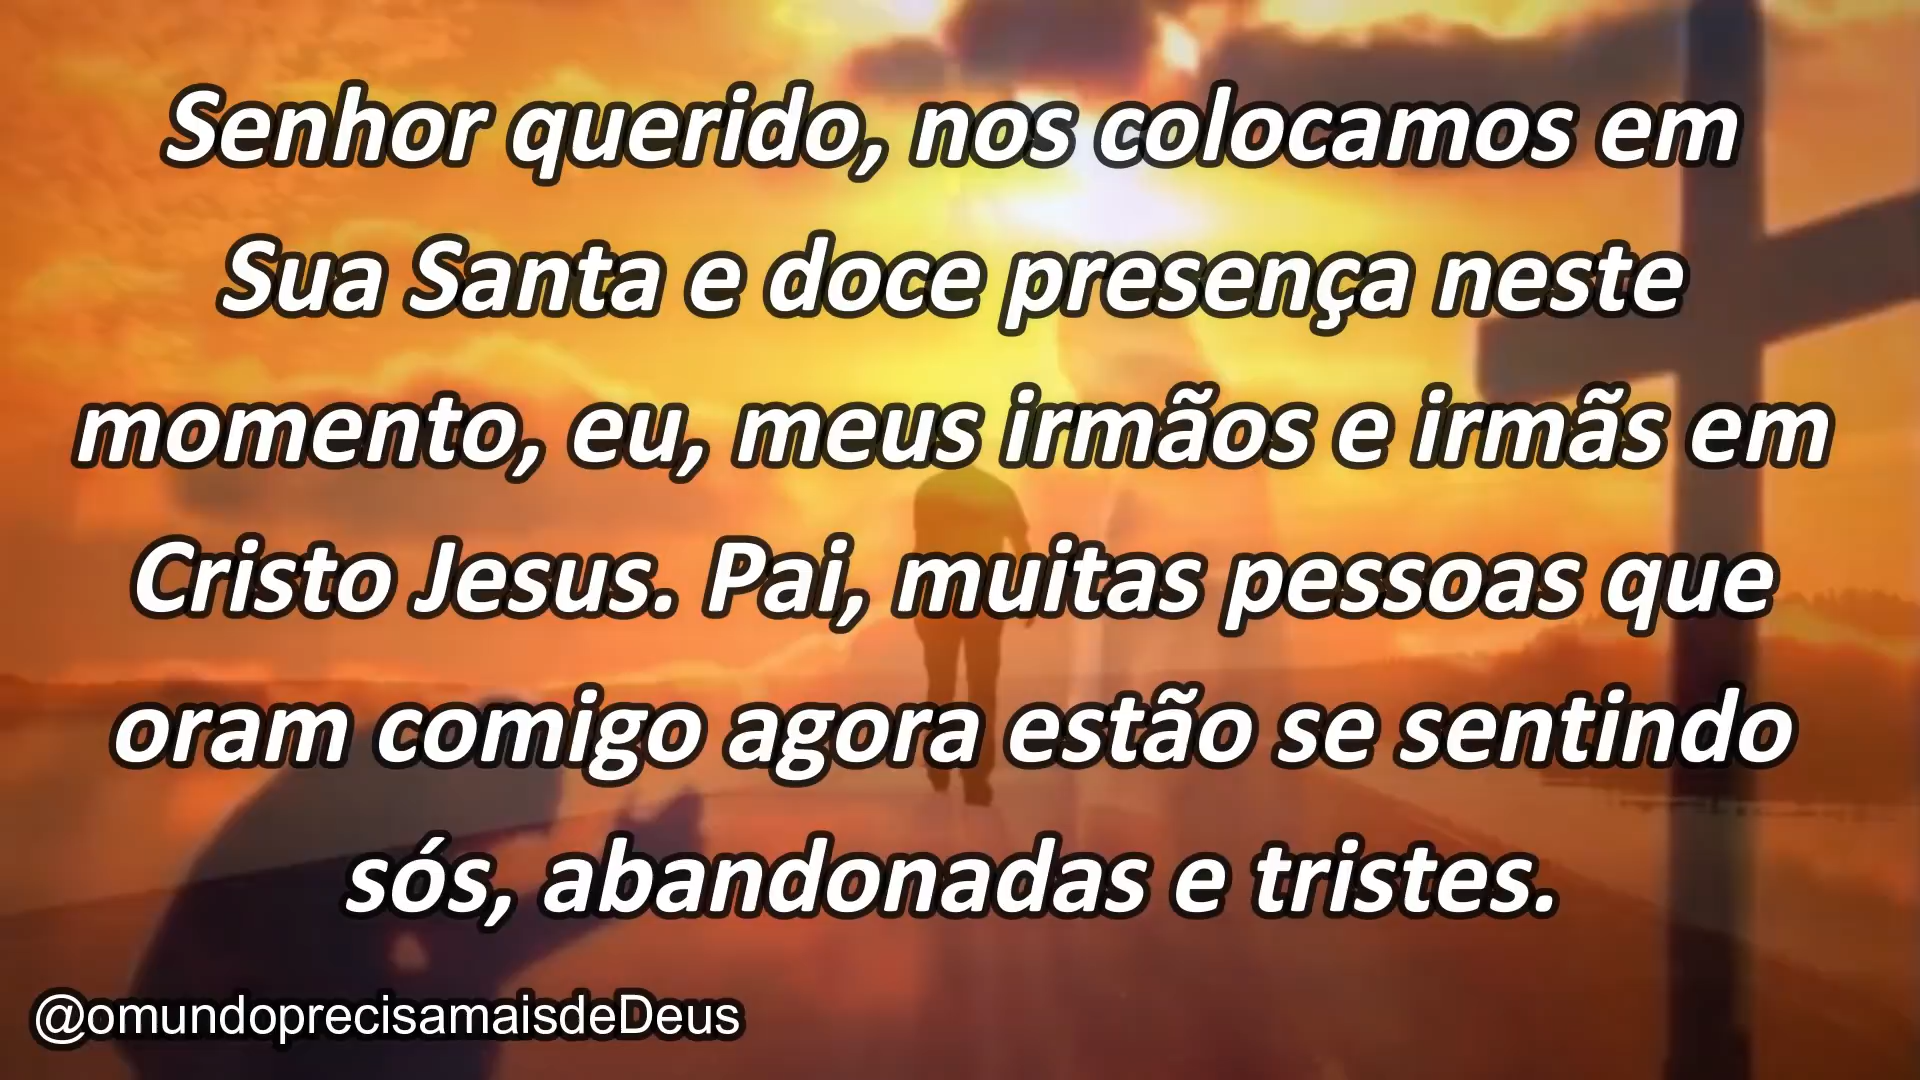 Senhor querido, nos colocamos em
Sua Santa e doce presença neste
momento, eu, meus irmãos e irmãs em
Cristo Jesus. Pai, muitas pessoas que
oram comigo agora estão se sentindo
sós, abandonadas e tristes.
@omundoprecisamaisdeDeus